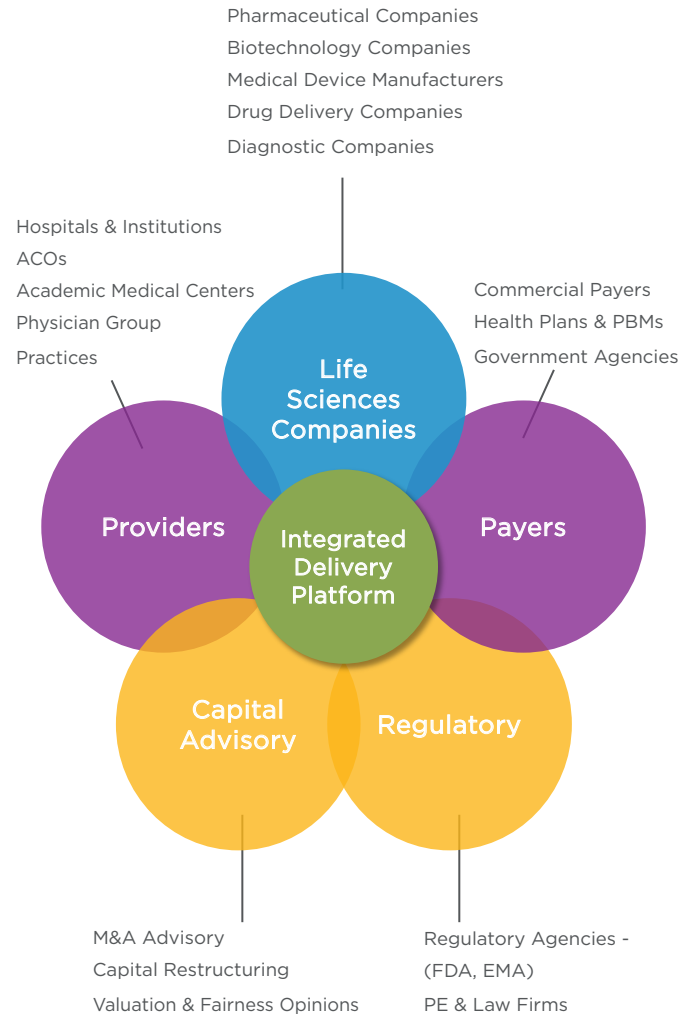 Pharmaceutical Companies
Biotechnology Companies
Medical Device Manufacturers
Drug Delivery Companies
Diagnostic Companies
Hospitals & Institutions
ACOs
Academic Medical Centers
Physician Group
Practices
Commercial Payers
Health Plans & PBMs
Government Agencies
Life
Sciences
Companies
Providers
Integrated
Delivery
Platform
Payers
Capital
Advisory
Regulatory
M&A Advisory
Capital Restructuring
Valuation & Fairness Opinions
Regulatory Agencies -
(FDA, EMA)
PE & Law Firms